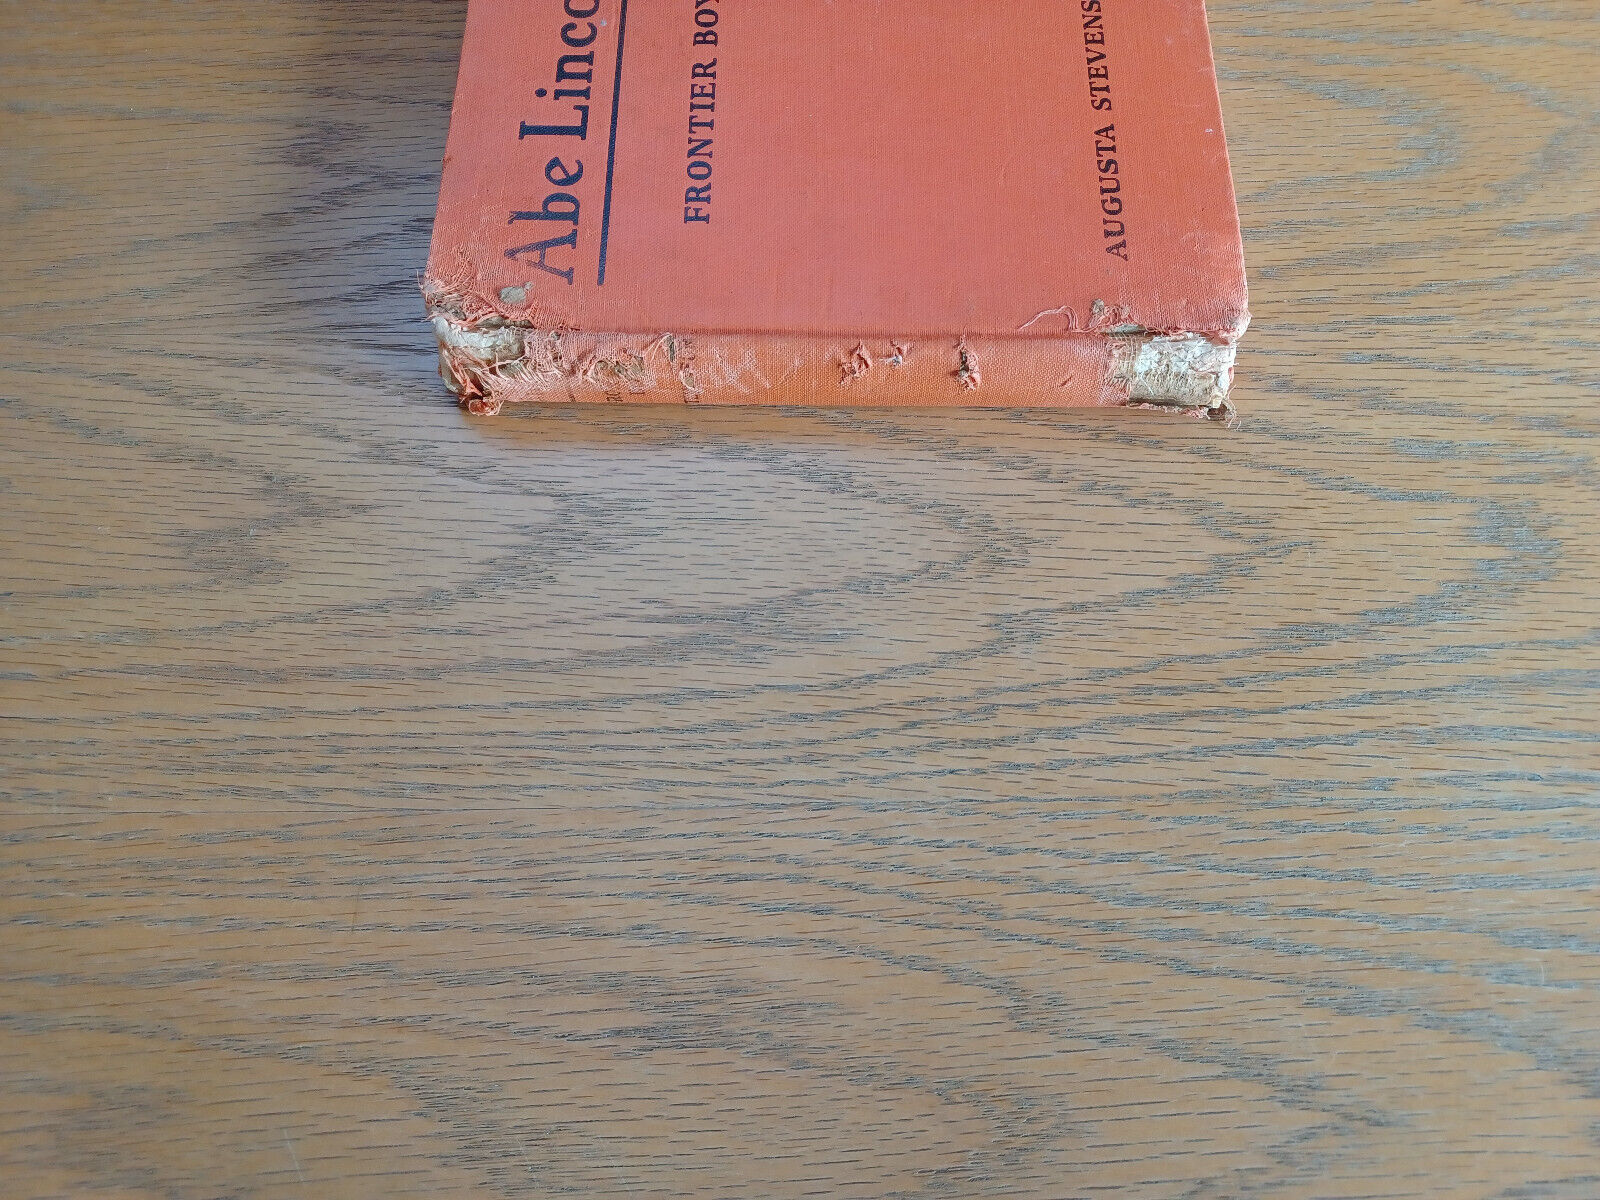 Abe Linco
FRONTIER BOY
AUGUSTA STEVENS